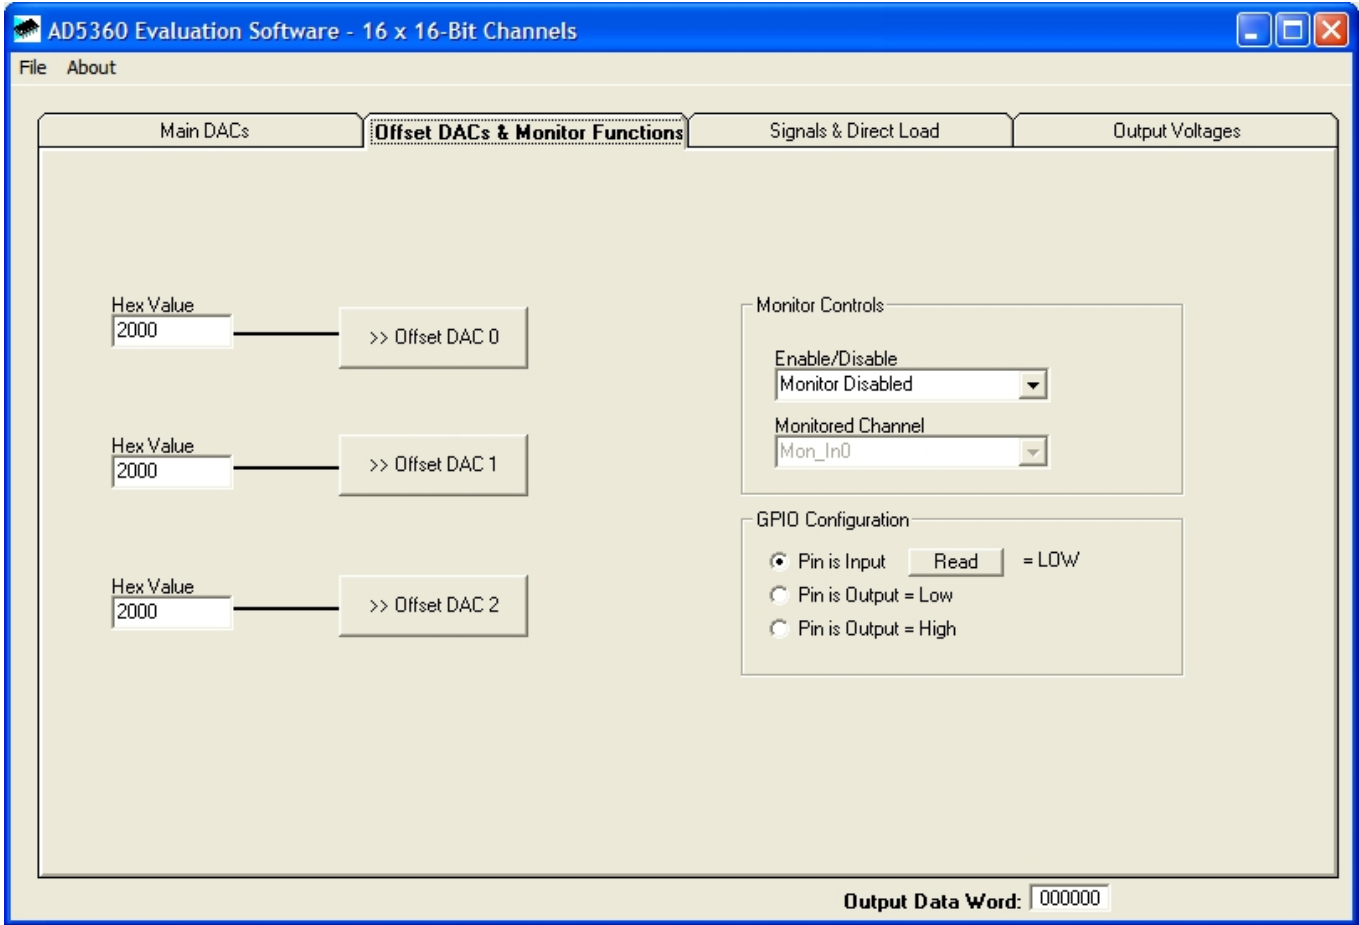 AD5360 Evaluation Software - 16 x 16-Bit Channels
File About
Main DACs
Offset DACs & Monitor Functions
Signals & Direct Load
Output Voltages
Hex Value
2000
>> Offset DAC 0
Hex Value
2000
>> Offset DAC 1
Hex Value
2000
>> Offset DAC 2
Monitor Controls
Enable/Disable
Monitor Disabled
Monitored Channel
Mon_In0
GPIO Configuration
Pin is Input Read = LOW
Pin is Output = Low
Pin is Output = High
Output Data Word: 000000